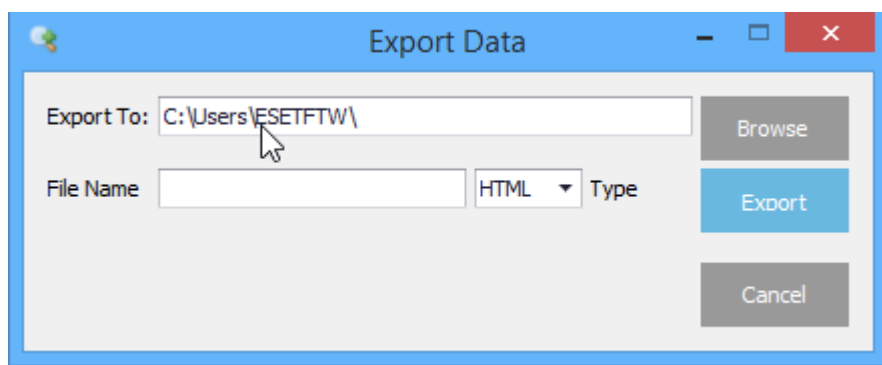 Export Data
Export To: C:\Users\ESETFTW\ Browse
File Name HTML Type Export
Cancel